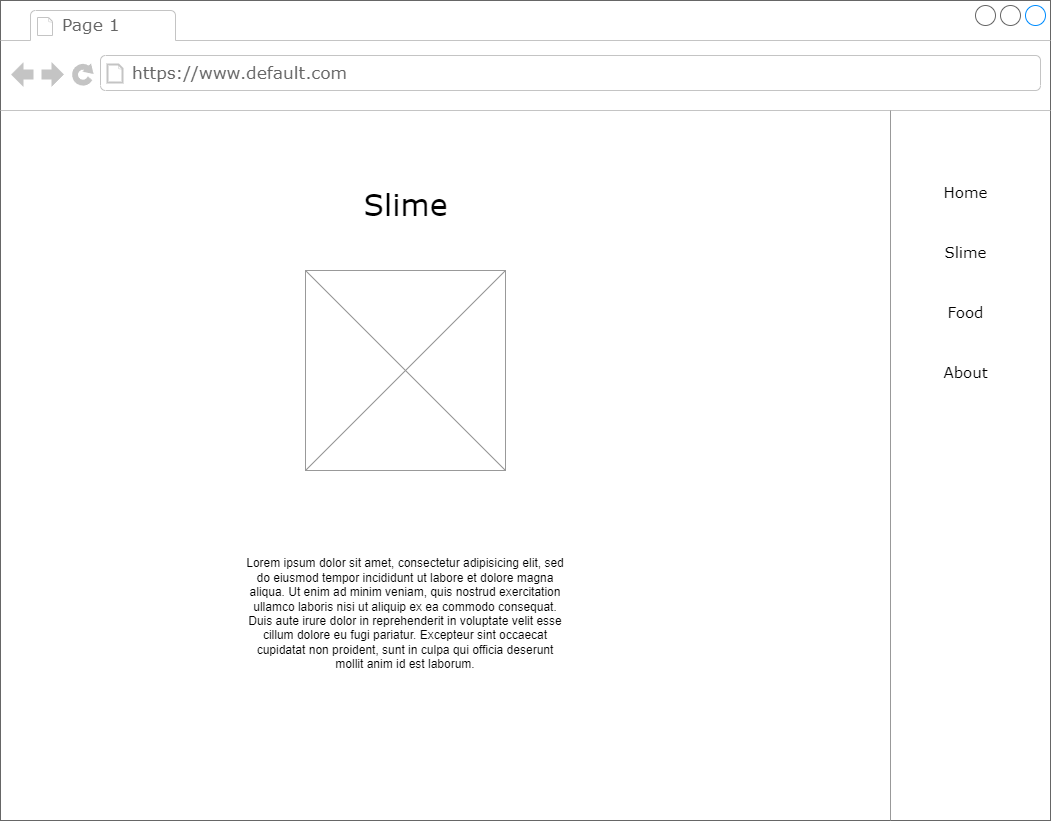 Page 1
https://www.default.com
Slime
Lorem ipsum dolor sit amet, consectetur adipisicing elit, sed
do eiusmod tempor incididunt ut labore et dolore magna
aliqua. Ut enim ad minim veniam, quis nostrud exercitation
ullamco laboris nisi ut aliquip ex ea commodo consequat.
Duis aute irure dolor in reprehenderit in voluptate velit esse
cillum dolore eu fugi pariatur. Excepteur sint occaecat
cupidatat non proident, sunt in culpa qui officia deserunt
mollit anim id est laborum.
Home
Slime
Food
About